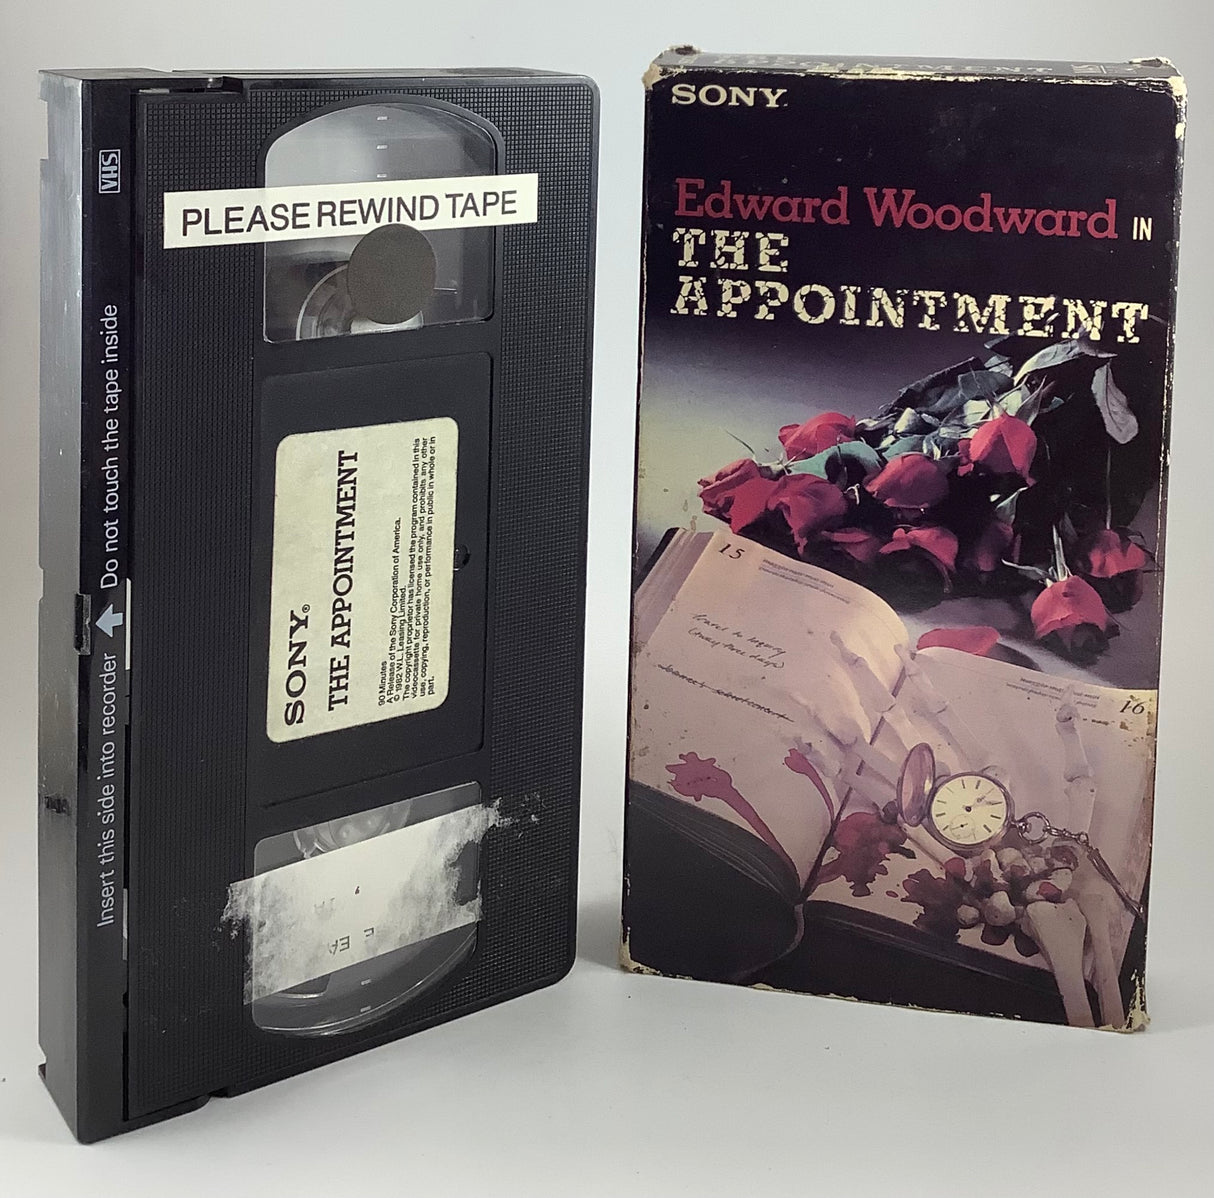 VHS
Insert this side into recorder Do not touch the tape inside
PLEASE REWIND TAPE
SONY®
THE APPOINTMENT
90 Minutes
A Release of the Sony Corporation of America.
© 1982 W.L. Leasing Limited.
The copyright proprietor has licensed the program contained in this
videocassette for private home use only, and prohibits any other
use, copying, reproduction, or performance in public in whole or in
part.
APPOINTMENT
SONY
Edward Woodward IN
THE
APPOINTMENT
15
16